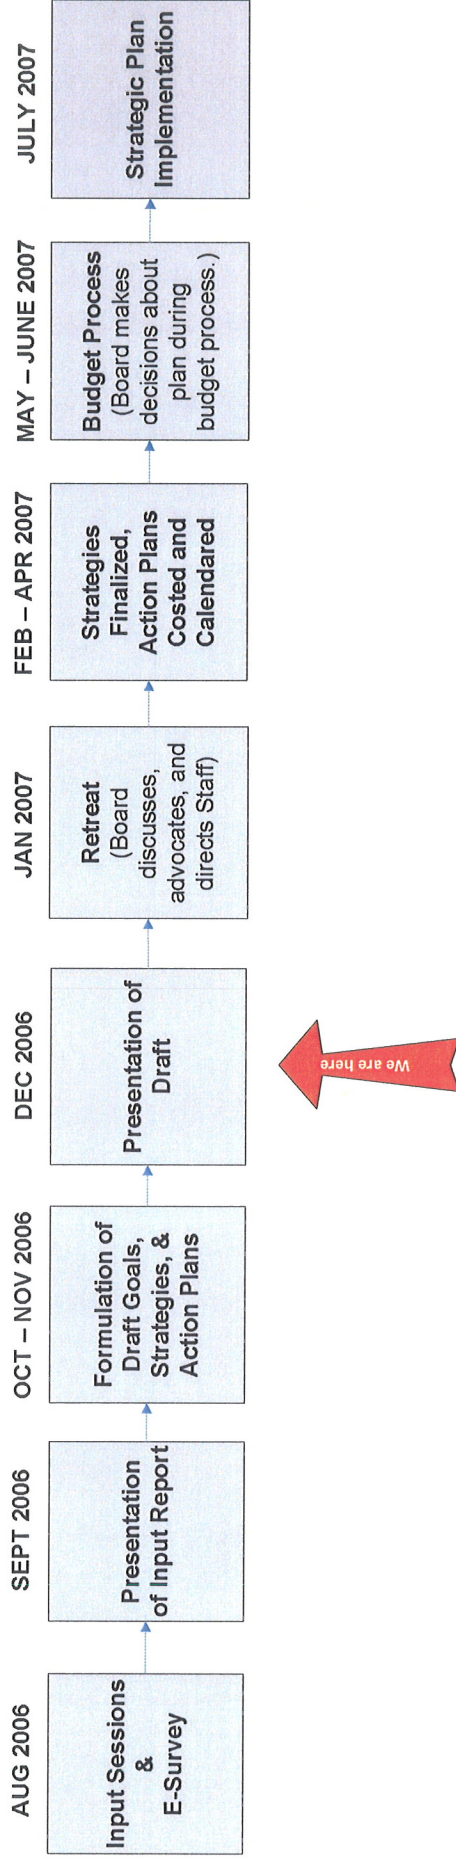 AUG 2006
Input Sessions
&
E-Survey
SEPT 2006
Presentation
of Input Report
OCT – NOV 2006
Formulation of
Draft Goals,
Strategies, &
Action Plans
DEC 2006
Presentation of
Draft
We are here
JAN 2007
Retreat
(Board
discusses,
advocates, and
directs Staff)
FEB – APR 2007
Strategies
Finalized,
Action Plans
Costed and
Calendared
MAY – JUNE 2007
Budget Process
(Board makes
decisions about
plan during
budget process.)
JULY 2007
Strategic Plan
Implementation